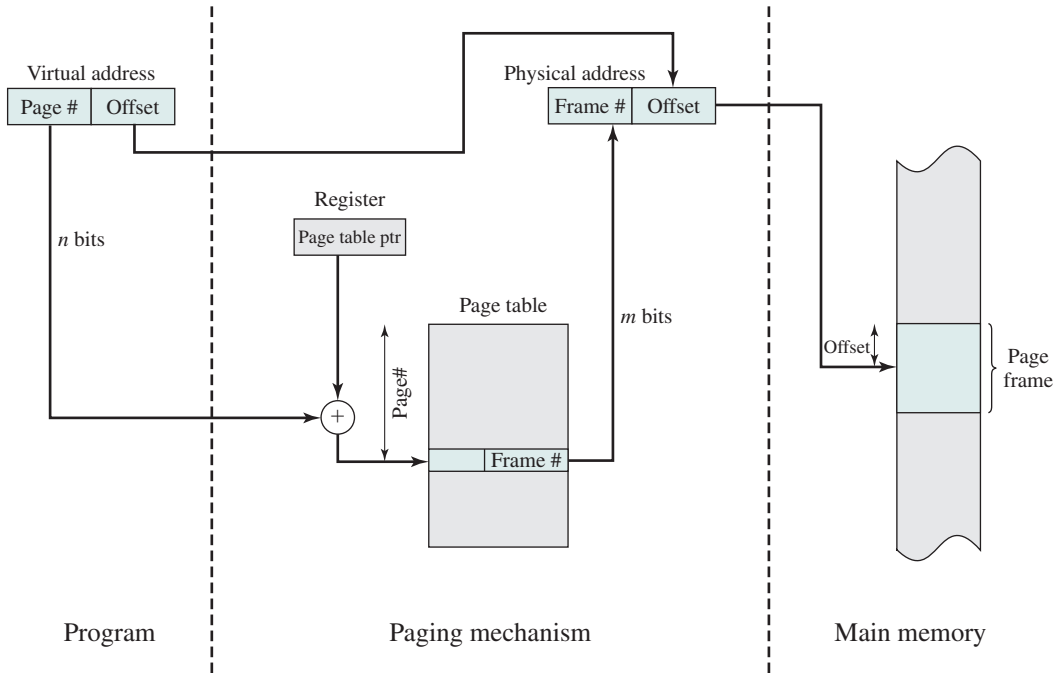 Virtual address
Page #
Offset
Physical address
Frame #
Offset
n bits
Register
Page table ptr
Page table
m bits
Page#
+
Frame #
Offset
Page
frame
Program
Paging mechanism
Main memory